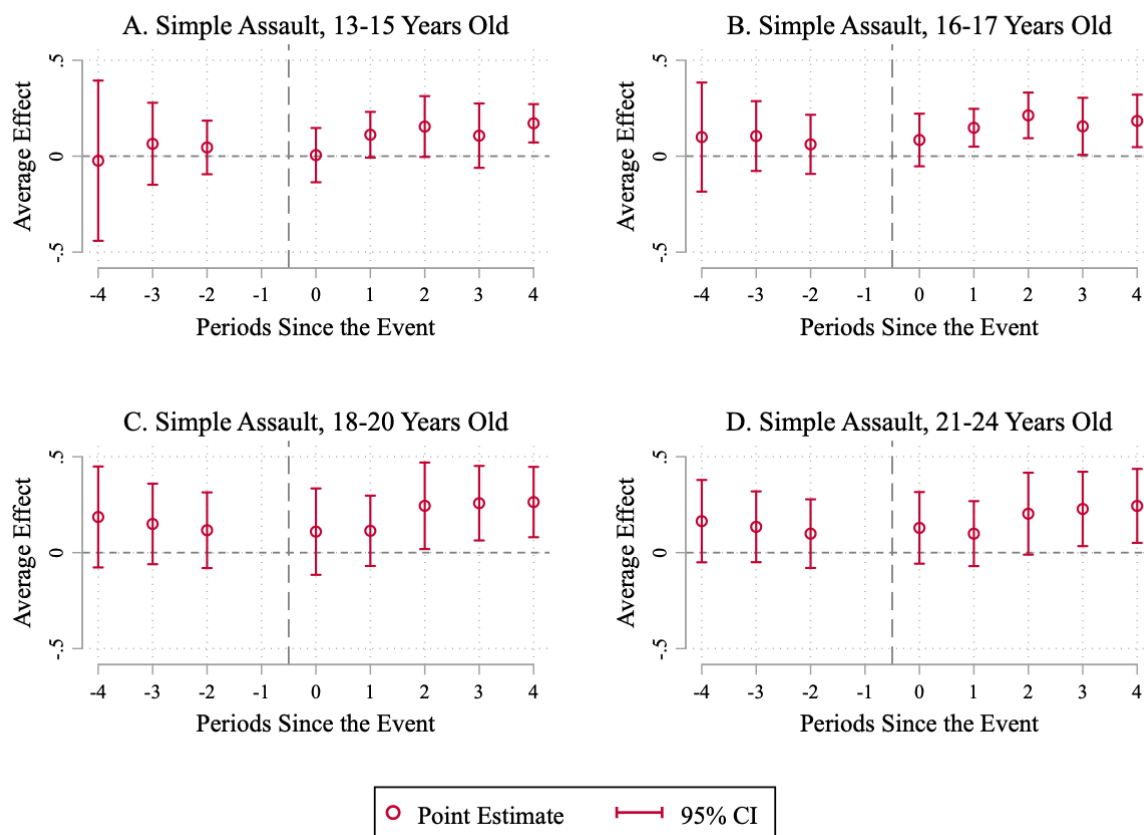 A. Simple Assault, 13-15 Years Old
.5
0
-.5
Average Effect
-4 -3 -2 -1 0 1 2 3 4
Periods Since the Event
B. Simple Assault, 16-17 Years Old
.5
0
-.5
Average Effect
-4 -3 -2 -1 0 1 2 3 4
Periods Since the Event
C. Simple Assault, 18-20 Years Old
.5
0
-.5
Average Effect
-4 -3 -2 -1 0 1 2 3 4
Periods Since the Event
D. Simple Assault, 21-24 Years Old
.5
0
-.5
Average Effect
-4 -3 -2 -1 0 1 2 3 4
Periods Since the Event
Point Estimate 95% CI